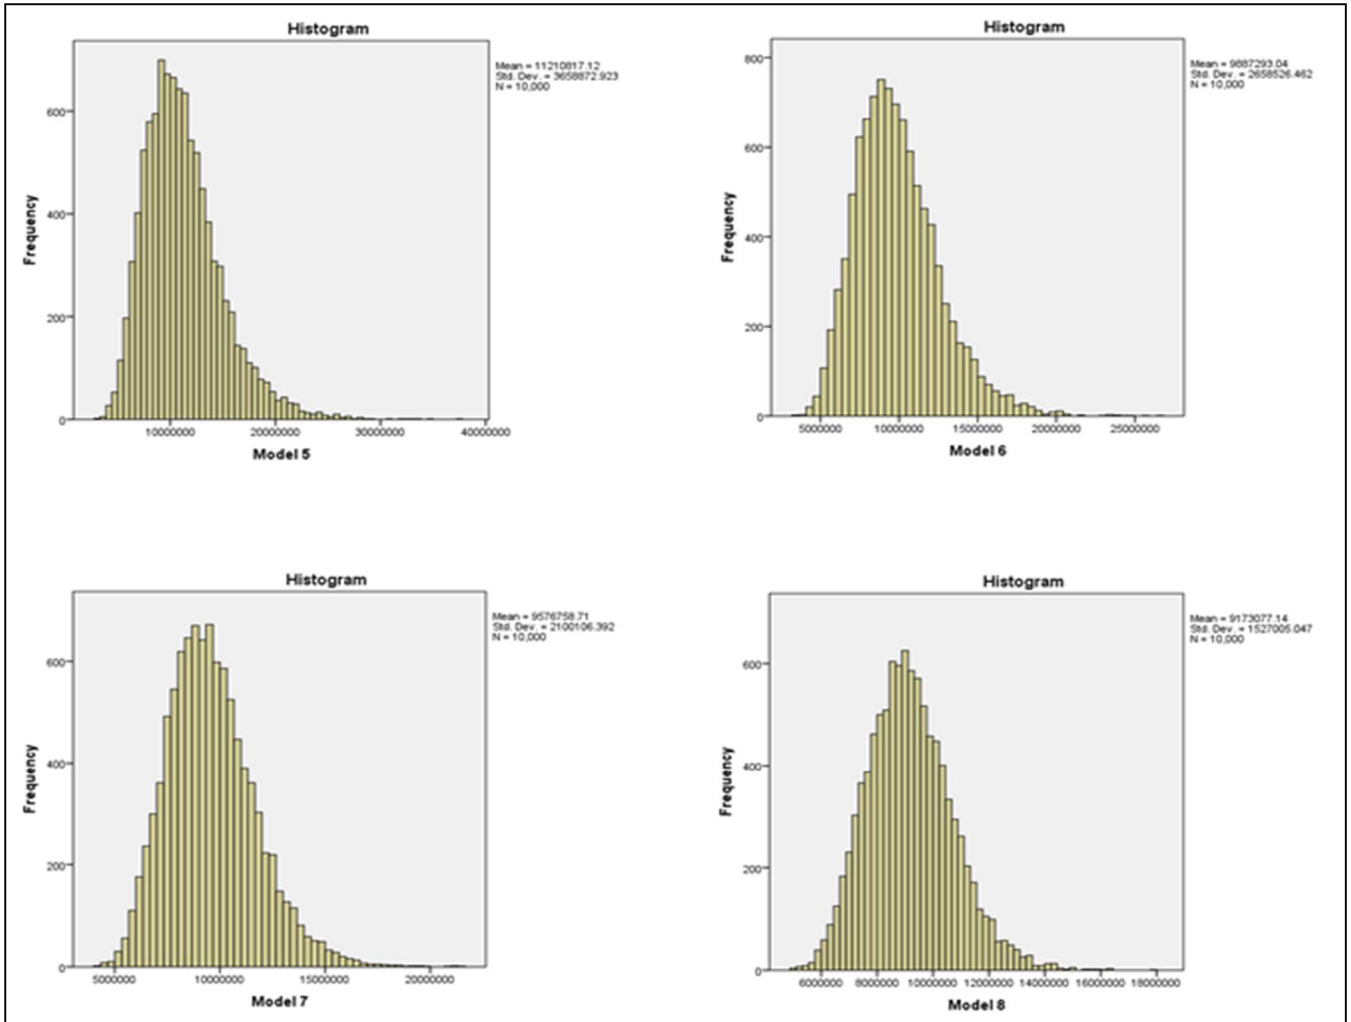 Histogram
Mean = 11210817.12
Std. Dev. = 3658872.923
N = 10,000
Frequency
600
400
200
0
10000000 20000000 30000000 40000000
Model 5
Histogram
Mean = 9887293.04
Std. Dev. = 2658526.462
N = 10,000
Frequency
800
600
400
200
0
5000000 10000000 15000000 20000000 25000000
Model 6
Histogram
Mean = 9576758.71
Std. Dev. = 2100106.392
N = 10,000
Frequency
600
400
200
0
5000000 10000000 15000000 20000000
Model 7
Histogram
Mean = 9173077.14
Std. Dev. = 1527005.047
N = 10,000
Frequency
600
400
200
0
6000000 8000000 10000000 12000000 14000000 16000000 18000000
Model 8